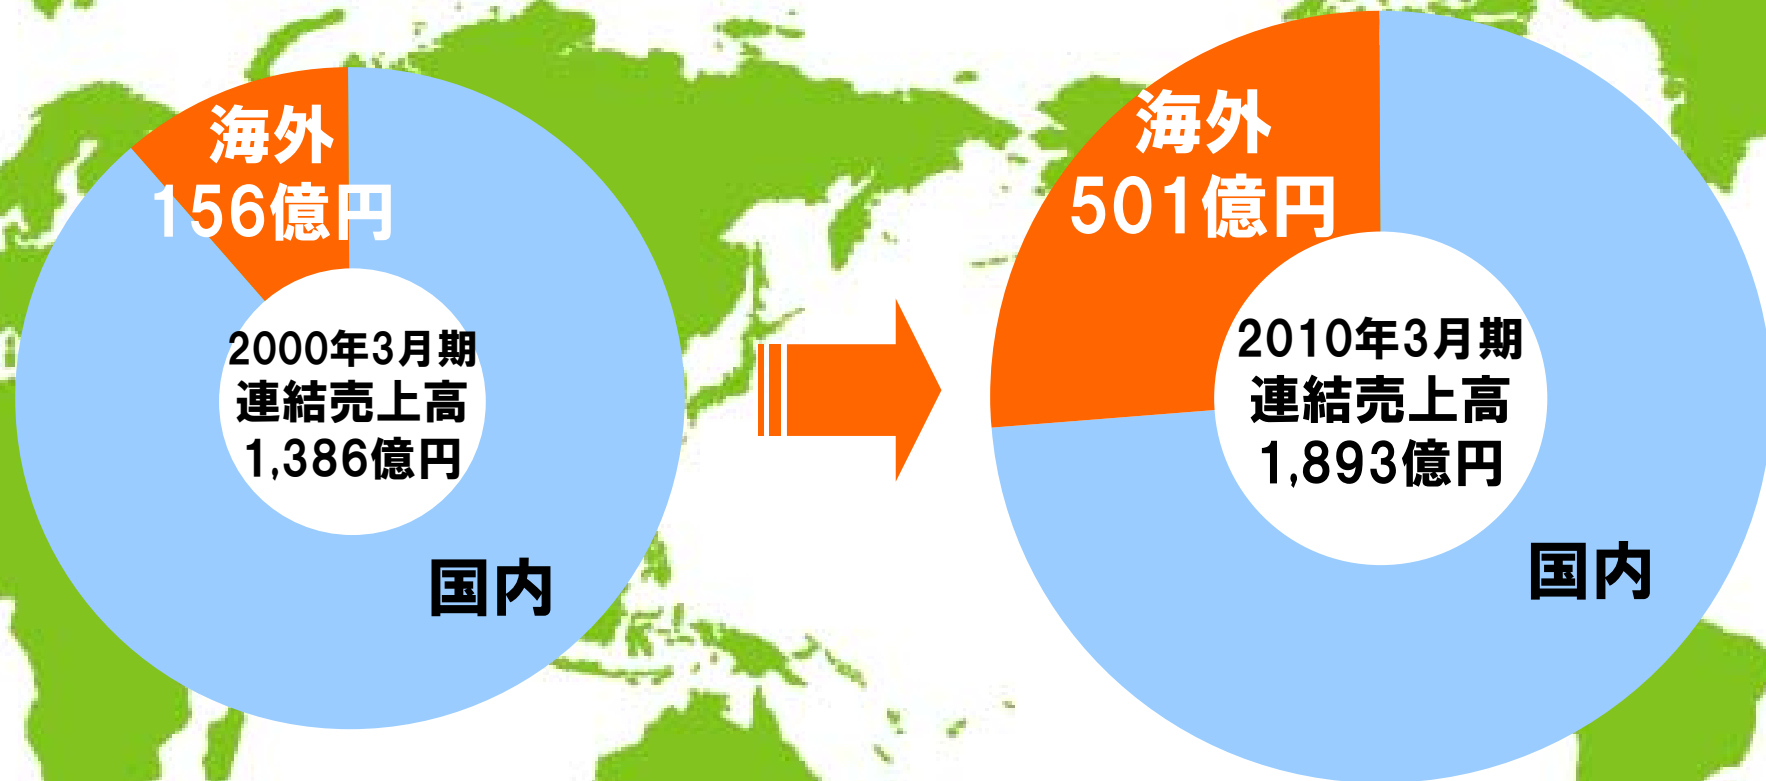 海外
156億円
2000年3月期
連結売上高
1,386億円
国内
海外
501億円
2010年3月期
連結売上高
1,893億円
国内